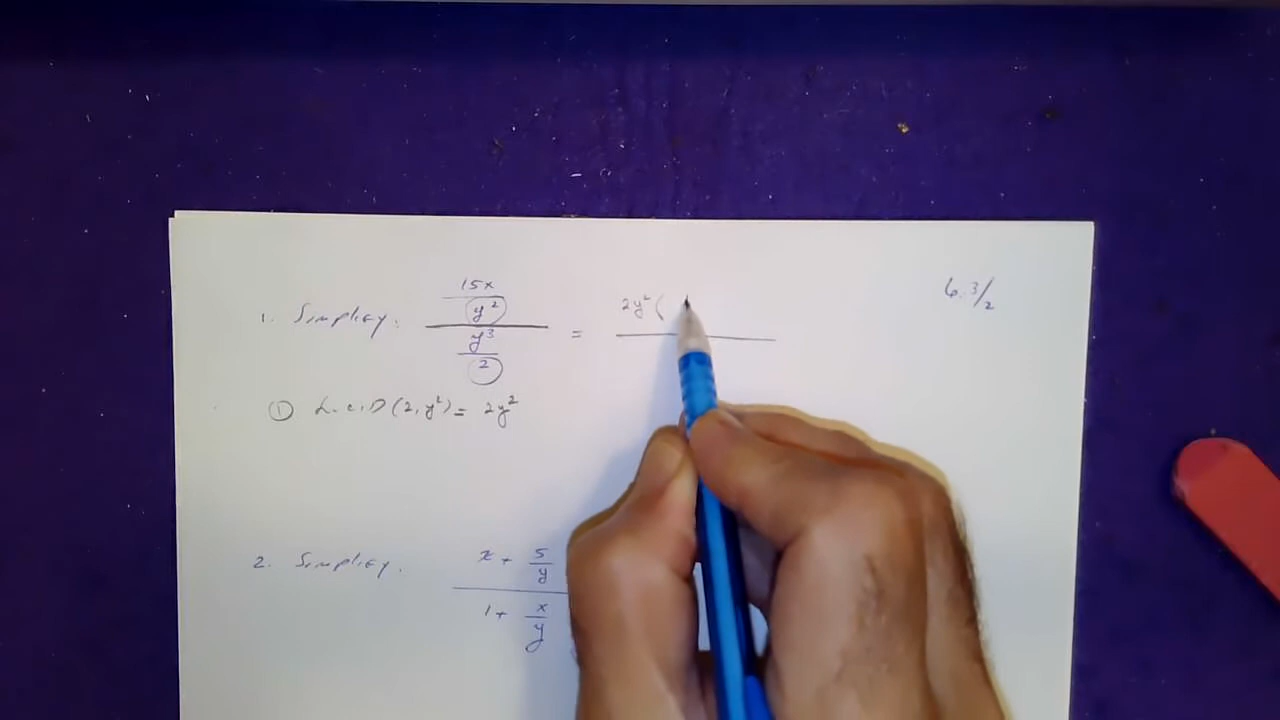 1. Simplify. 15x/y² / y³/2 = 2y² (
6.3/2
① L.C.D (2, y²) = 2y²
2. Simplify. x + 5/y / 1 + x/y